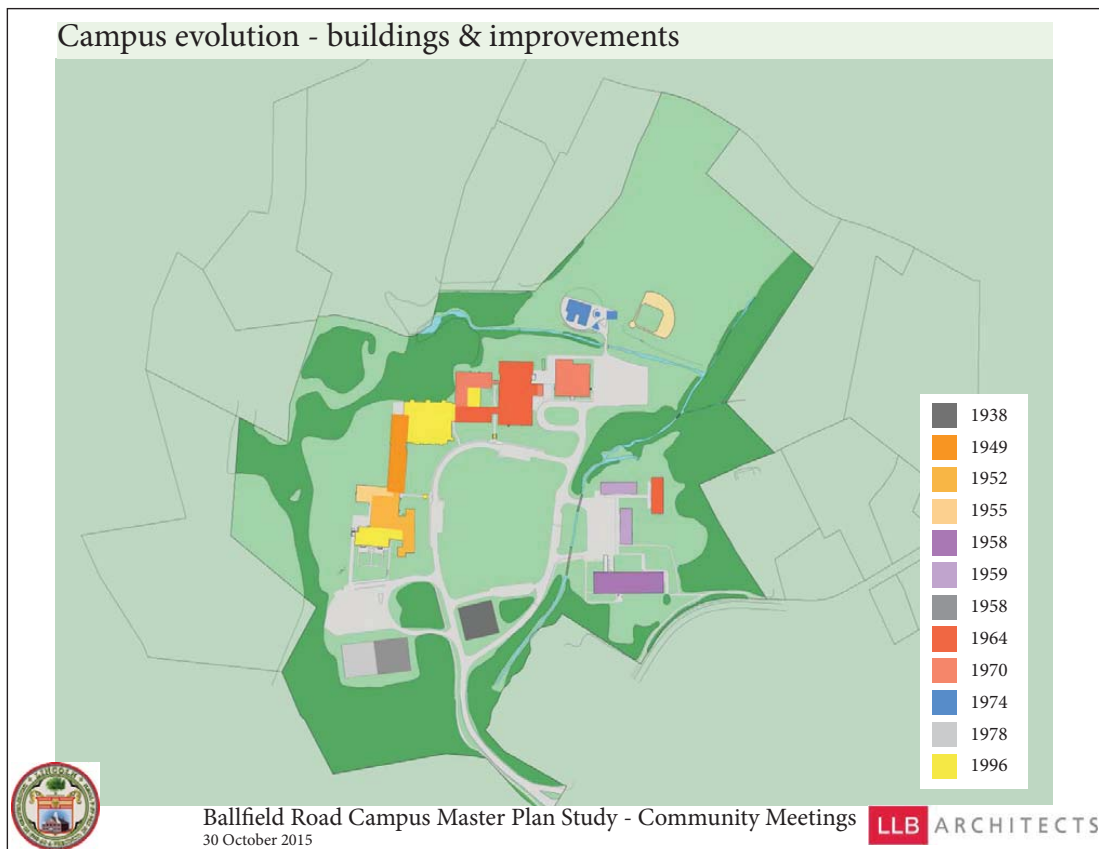 Campus evolution - buildings & improvements
1938
1949
1952
1955
1958
1959
1958
1964
1970
1974
1978
1996
LINCOLN
Ballfield Road Campus Master Plan Study - Community Meetings
30 October 2015
LLB ARCHITECTS